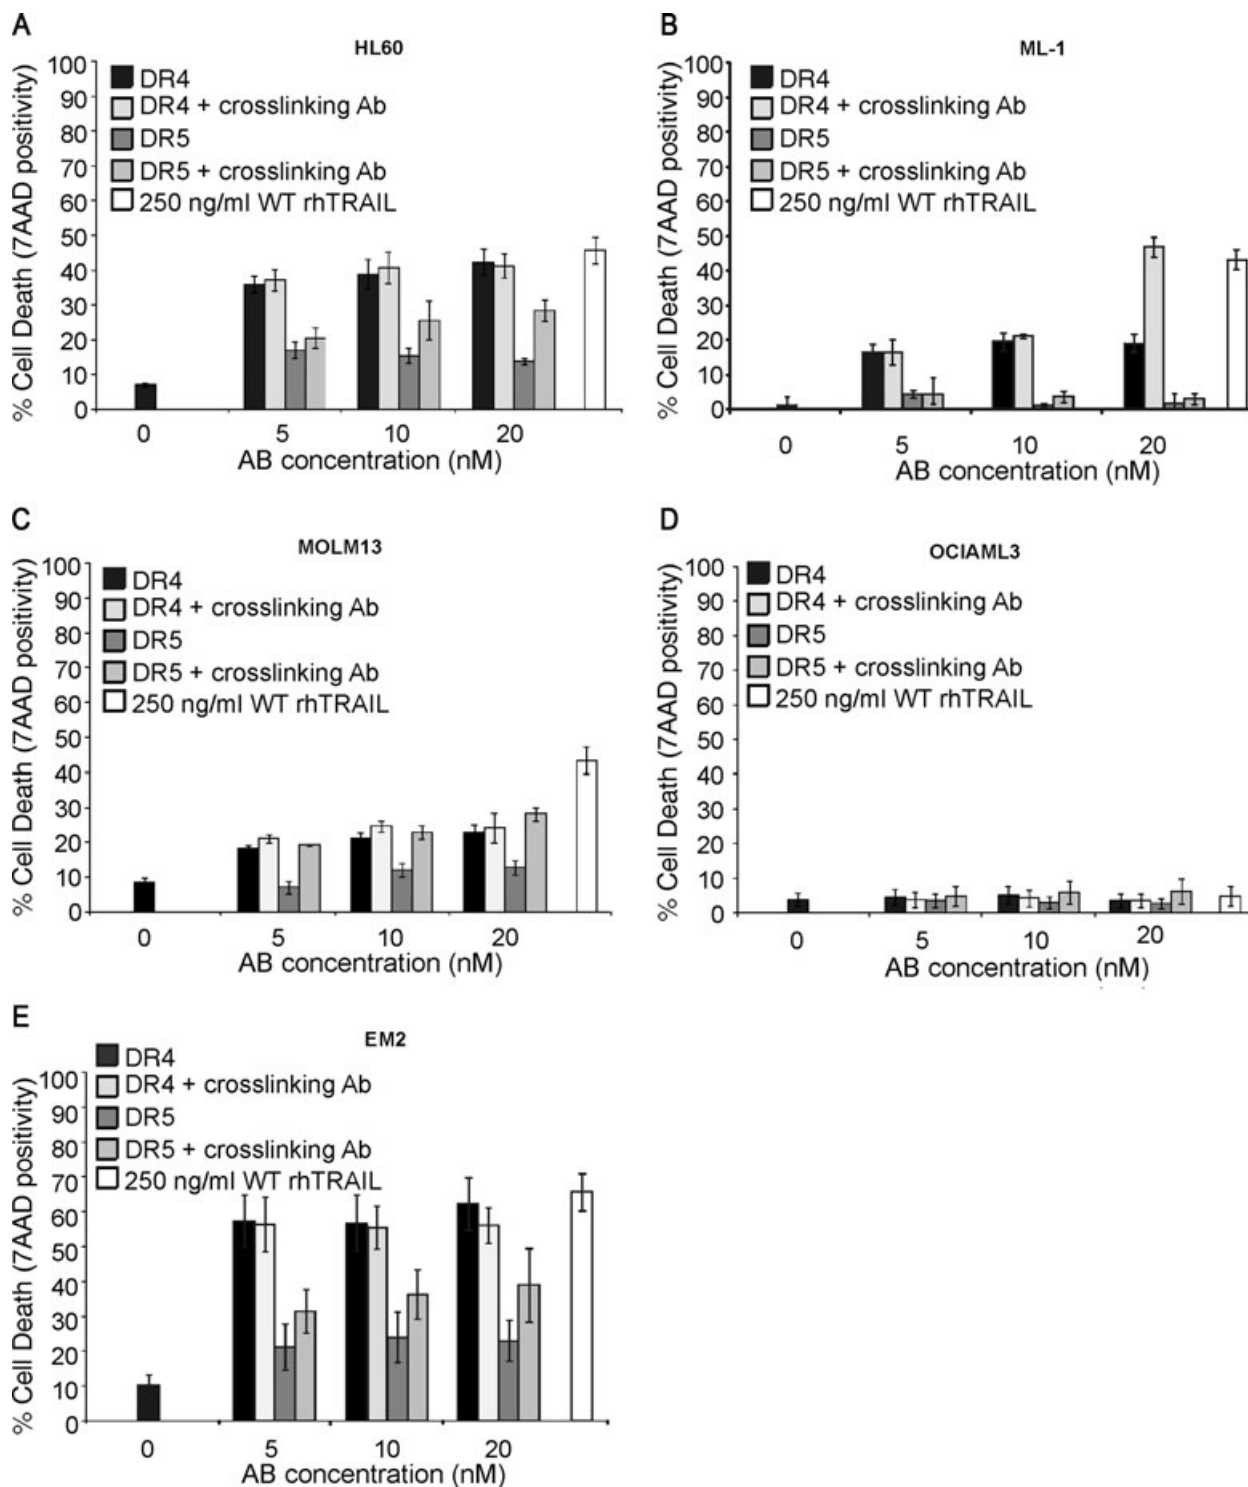 A
HL60
% Cell Death (7AAD positivity)
100
90
80
70
60
50
40
30
20
10
0
DR4
DR4 + crosslinking Ab
DR5
DR5 + crosslinking Ab
250 ng/ml WT rhTRAIL
0 5 10 20
AB concentration (nM)
B
ML-1
% Cell Death (7AAD positivity)
100
90
80
70
60
50
40
30
20
10
0
DR4
DR4 + crosslinking Ab
DR5
DR5 + crosslinking Ab
250 ng/ml WT rhTRAIL
0 5 10 20
AB concentration (nM)
C
MOLM13
% Cell Death (7AAD positivity)
100
90
80
70
60
50
40
30
20
10
0
DR4
DR4 + crosslinking Ab
DR5
DR5 + crosslinking Ab
250 ng/ml WT rhTRAIL
0 5 10 20
AB concentration (nM)
D
OCIAML3
% Cell Death (7AAD positivity)
100
90
80
70
60
50
40
30
20
10
0
DR4
DR4 + crosslinking Ab
DR5
DR5 + crosslinking Ab
250 ng/ml WT rhTRAIL
0 5 10 20
AB concentration (nM)
E
EM2
% Cell Death (7AAD positivity)
100
90
80
70
60
50
40
30
20
10
0
DR4
DR4 + crosslinking Ab
DR5
DR5 + crosslinking Ab
250 ng/ml WT rhTRAIL
0 5 10 20
AB concentration (nM)